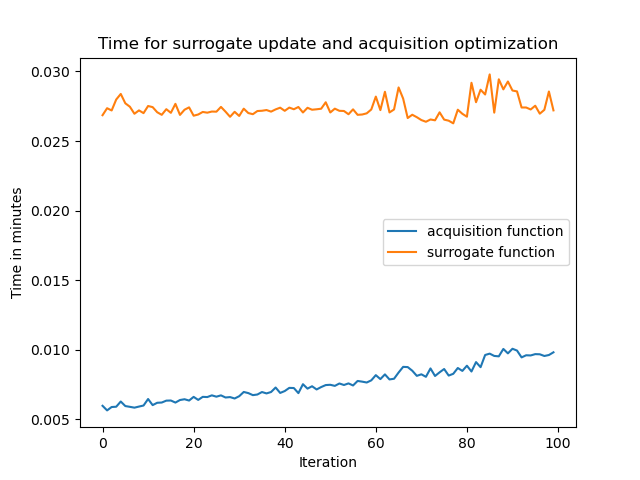 Time for surrogate update and acquisition optimization
0.030
0.025
0.020
0.015
0.010
0.005
Time in minutes
acquisition function
surrogate function
0 20 40 60 80 100
Iteration